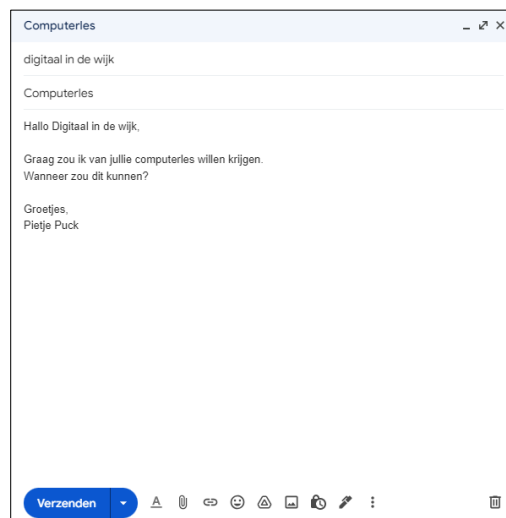 Computerles
digitaal in de wijk
Computerles
Hallo Digitaal in de wijk,
Graag zou ik van jullie computerles willen krijgen.
Wanneer zou dit kunnen?
Groetjes,
Pietje Puck
Verzenden